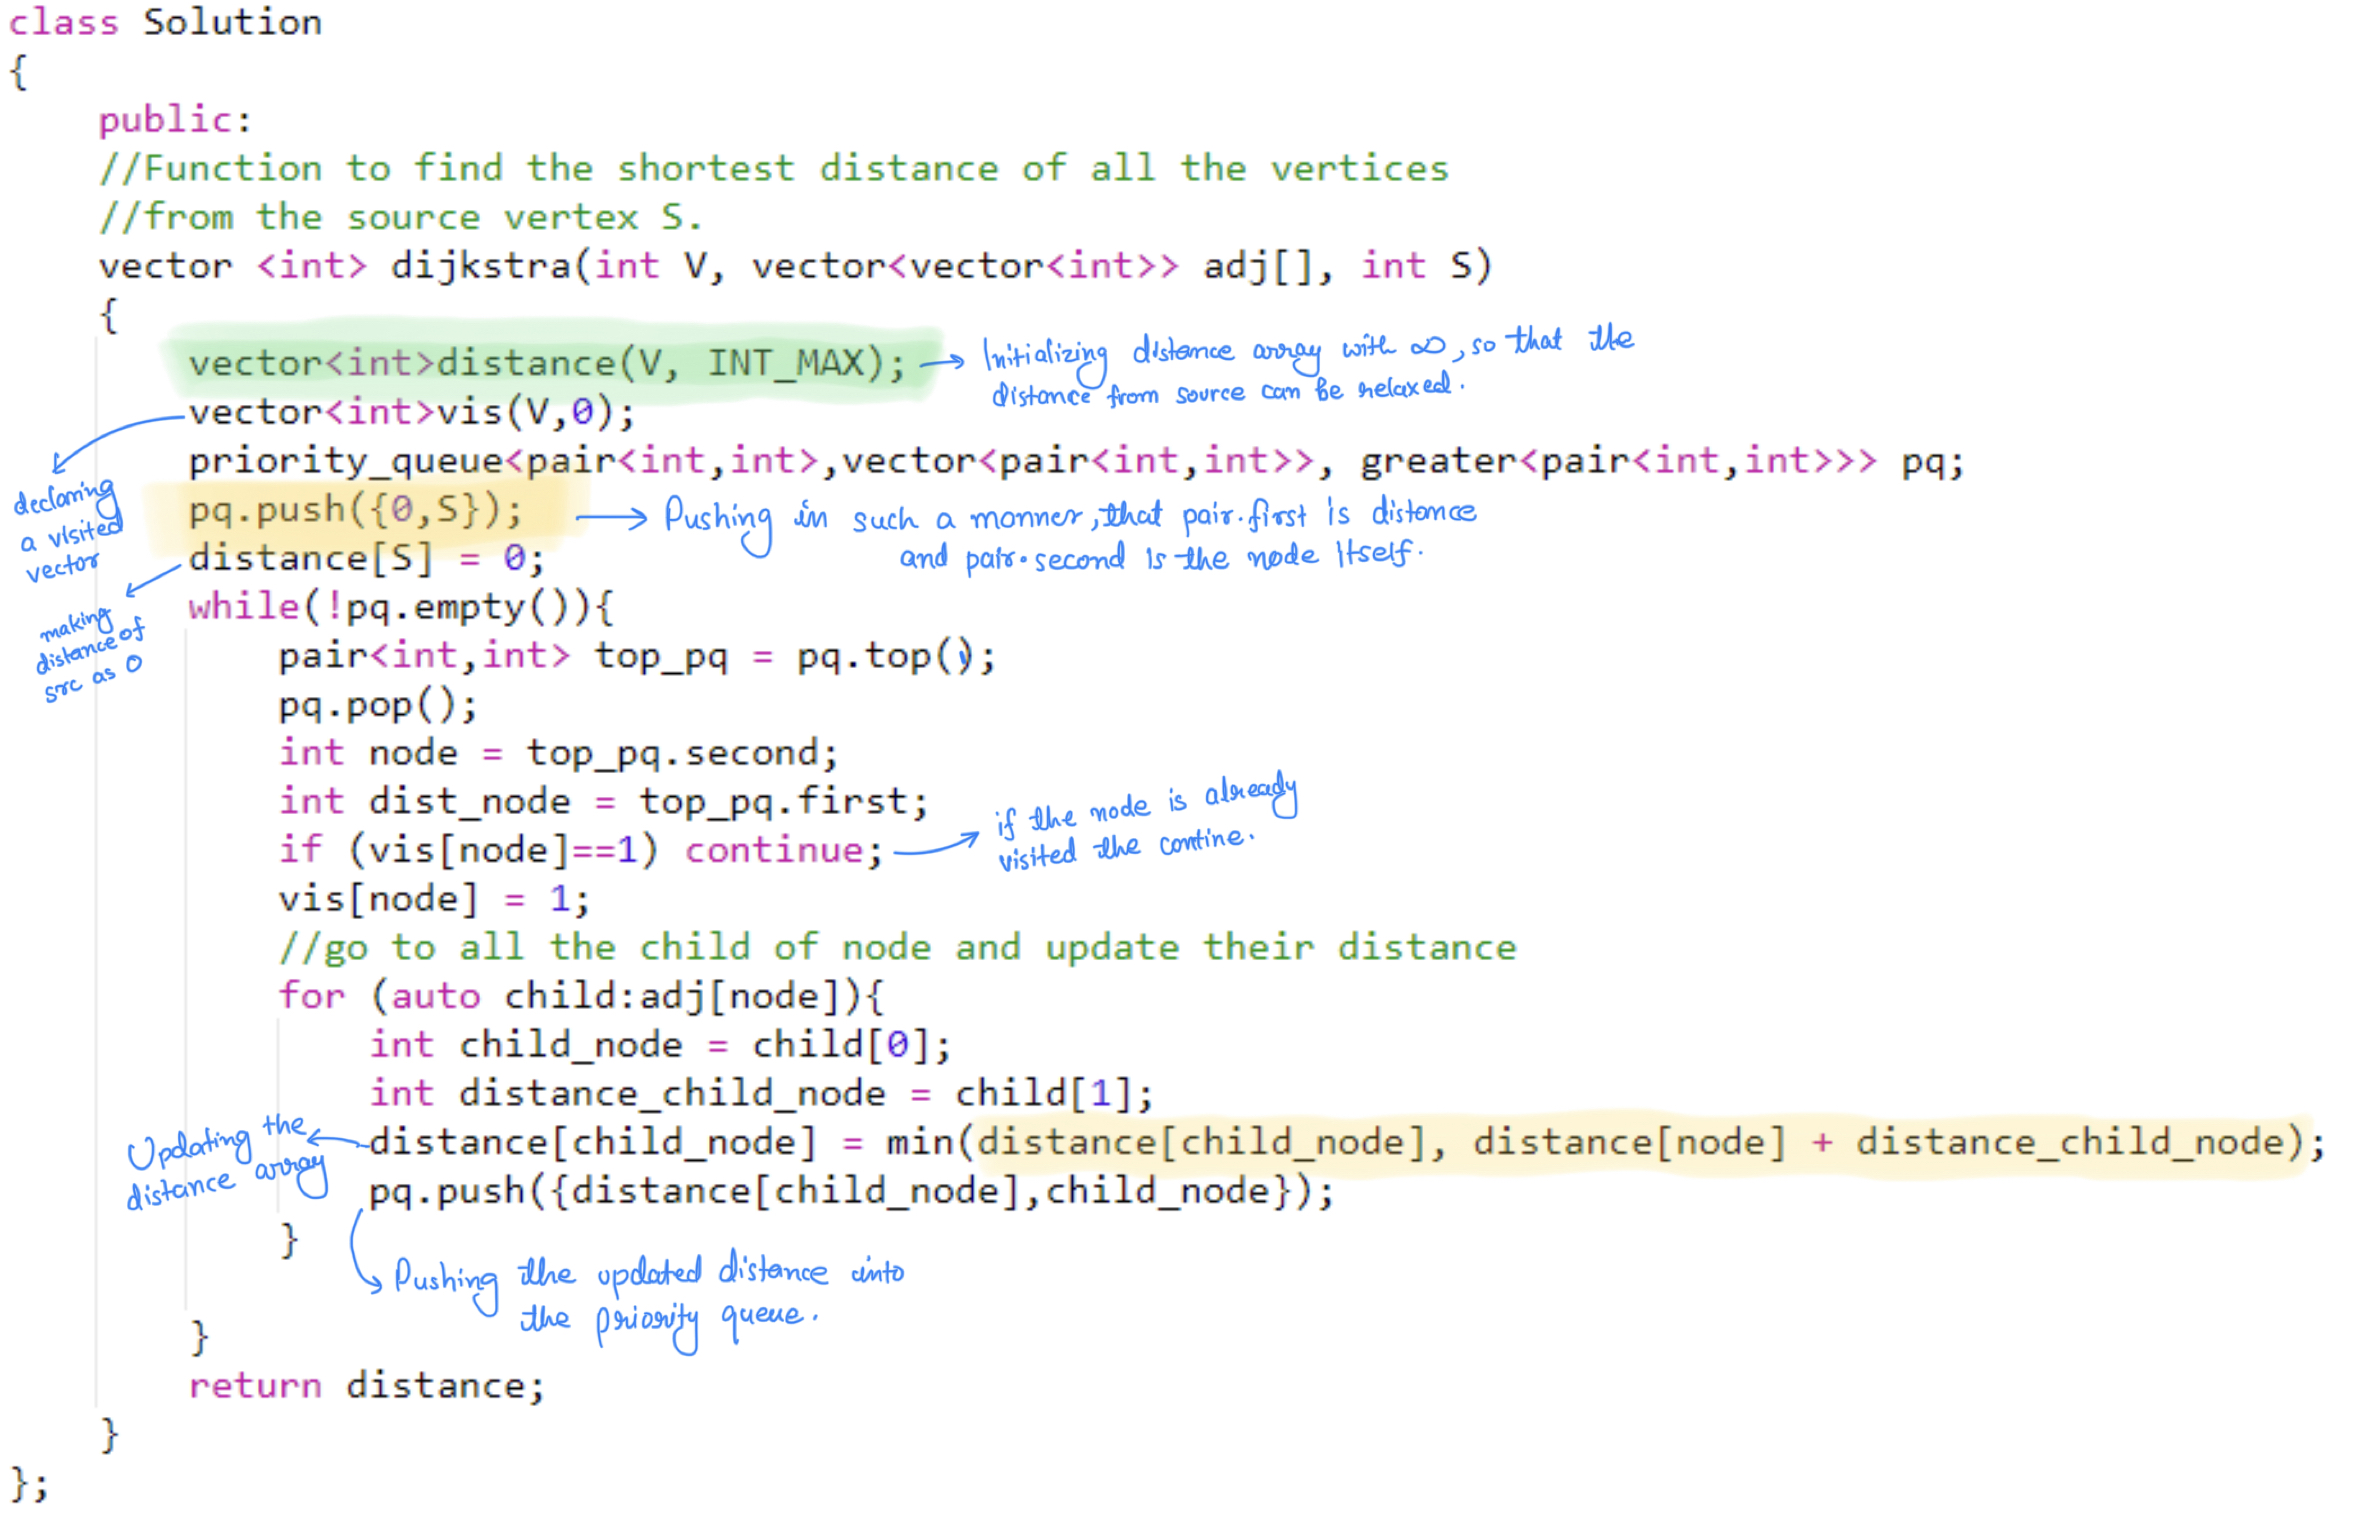 class Solution
{
public:
//Function to find the shortest distance of all the vertices
//from the source vertex S.
vector <int> dijkstra(int V, vector<vector<int>> adj[], int S)
{
vector<int>distance(V, INT_MAX); Initializing distance array with ∞, so that the
distance from source can be relaxed.
vector<int>vis(V,0);
declaring
a visited
vector
priority_queue<pair<int,int>,vector<pair<int,int>>, greater<pair<int,int>>> pq;
pq.push({0,S}); Pushing in such a manner, that pair.first is distance
and pair.second is the node itself.
distance[S] = 0;
making
distance of
src as 0
while(!pq.empty()){
pair<int,int> top_pq = pq.top();
pq.pop();
int node = top_pq.second;
int dist_node = top_pq.first;
if (vis[node]==1) continue; if the node is already
visited the contine.
vis[node] = 1;
//go to all the child of node and update their distance
for (auto child:adj[node]){
int child_node = child[0];
int distance_child_node = child[1];
Updating the
distance array
distance[child_node] = min(distance[child_node], distance[node] + distance_child_node);
pq.push({distance[child_node],child_node});
}
Pushing the updated distance into
the priority queue.
}
return distance;
}
};